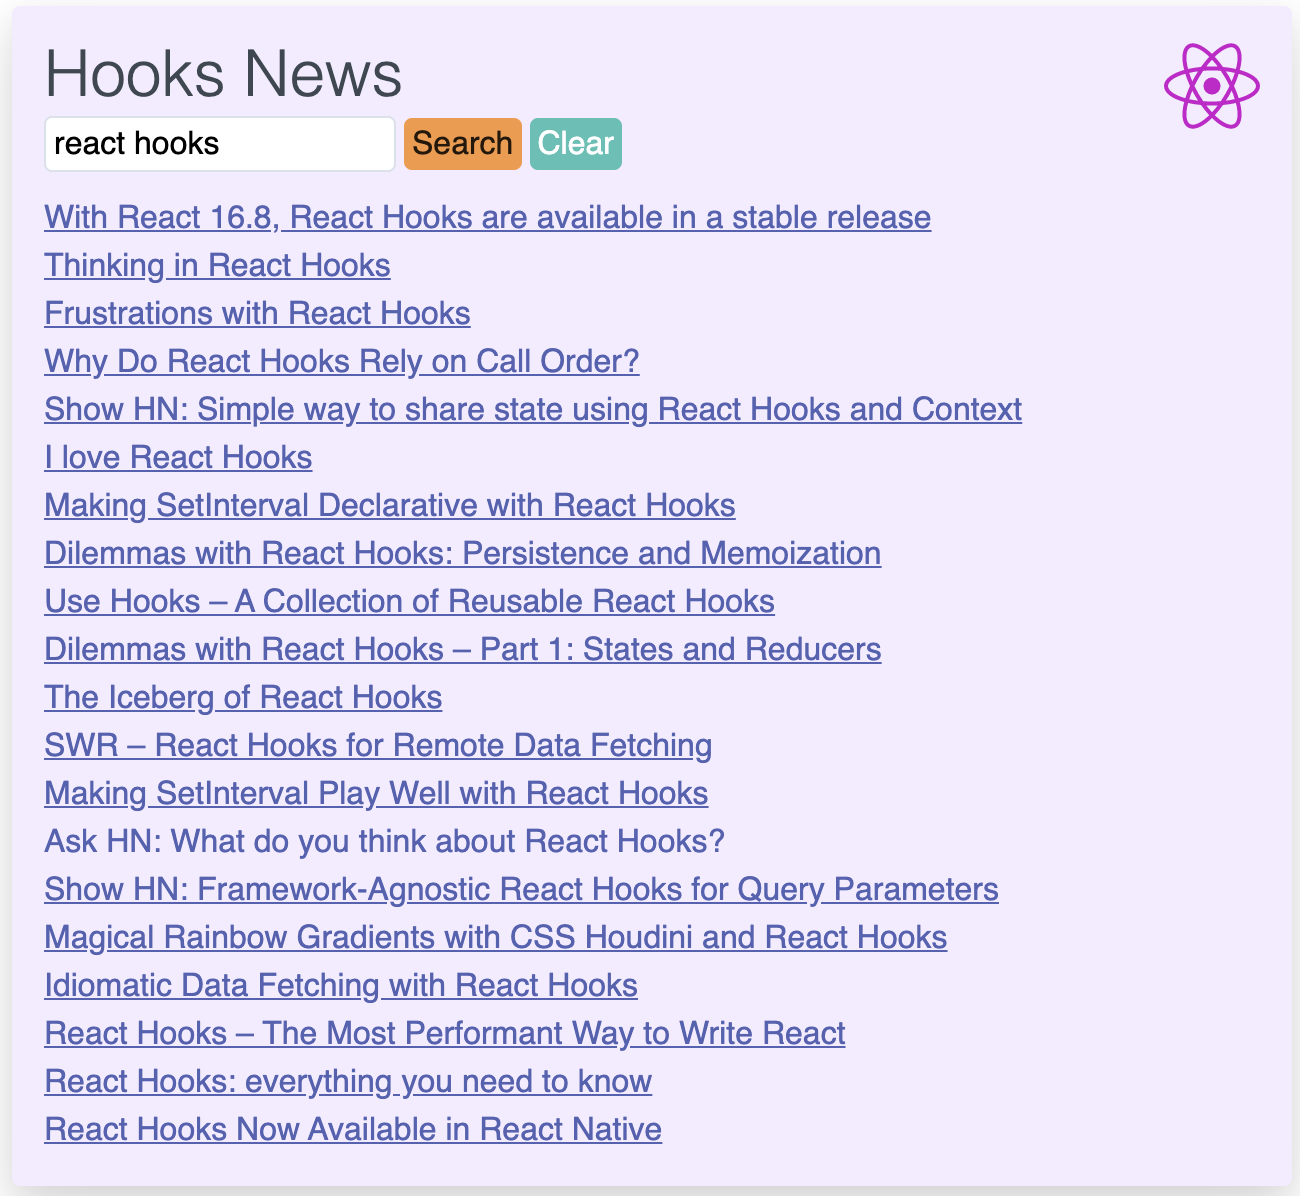 Hooks News
react hooks Search Clear
With React 16.8, React Hooks are available in a stable release
Thinking in React Hooks
Frustrations with React Hooks
Why Do React Hooks Rely on Call Order?
Show HN: Simple way to share state using React Hooks and Context
I love React Hooks
Making SetInterval Declarative with React Hooks
Dilemmas with React Hooks: Persistence and Memoization
Use Hooks – A Collection of Reusable React Hooks
Dilemmas with React Hooks – Part 1: States and Reducers
The Iceberg of React Hooks
SWR – React Hooks for Remote Data Fetching
Making SetInterval Play Well with React Hooks
Ask HN: What do you think about React Hooks?
Show HN: Framework-Agnostic React Hooks for Query Parameters
Magical Rainbow Gradients with CSS Houdini and React Hooks
Idiomatic Data Fetching with React Hooks
React Hooks – The Most Performant Way to Write React
React Hooks: everything you need to know
React Hooks Now Available in React Native